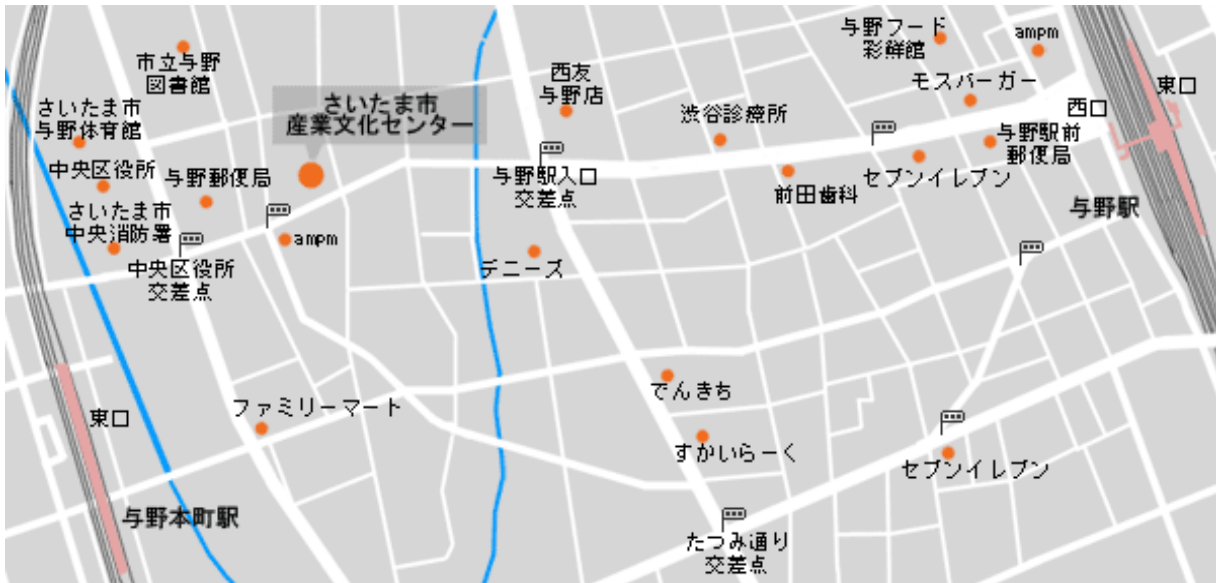 市立与野
図書館
さいたま市
産業文化センター
さいたま市
与野体育館
中央区役所
与野郵便局
さいたま市
中央消防署
中央区役所
交差点
ampm
西友
与野店
与野駅入口
交差点
渋谷診療所
前田歯科
与野フード
彩鮮館
ampm
モスバーガー
東口
西口
与野駅前
郵便局
セブンイレブン
与野駅
デニーズ
でんきち
すかいらーく
セブンイレブン
たつみ通り
交差点
ファミリーマート
東口
与野本町駅